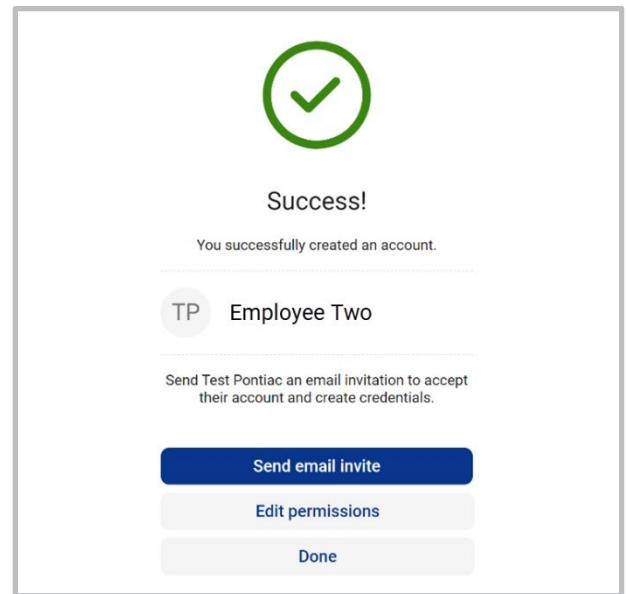 Success!
You successfully created an account.
TP Employee Two
Send Test Pontiac an email invitation to accept
their account and create credentials.
Send email invite
Edit permissions
Done